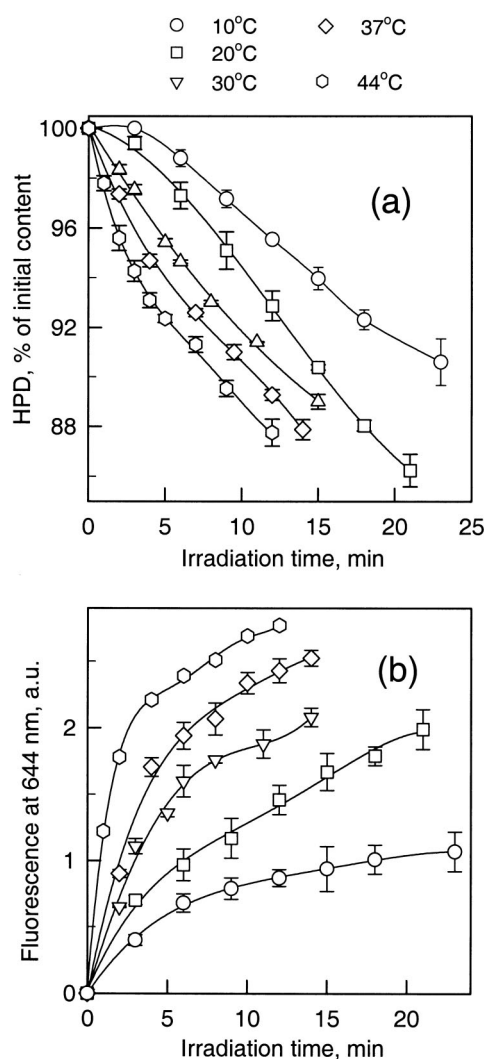 10°C 37°C
20°C
30°C 44°C
(a)
HPD, % of initial content
100
96
92
88
0 5 10 15 20 25
Irradiation time, min
(b)
Fluorescence at 644 nm, a.u.
2
1
0
0 5 10 15 20
Irradiation time, min